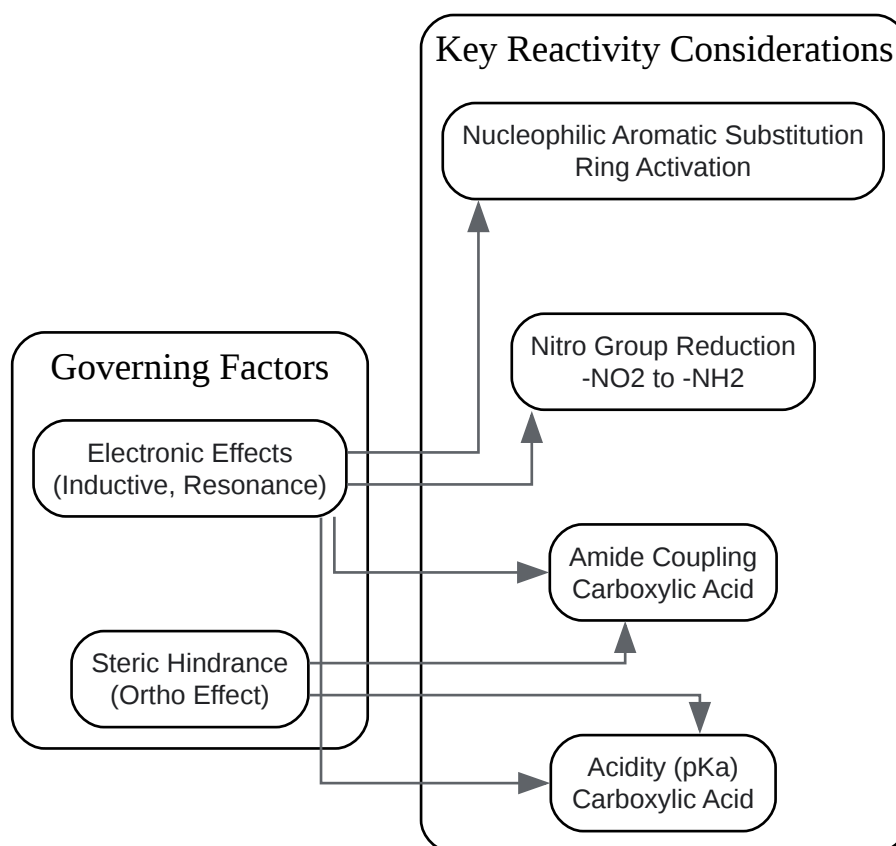 Key Reactivity Considerations
Nucleophilic Aromatic Substitution
Ring Activation
Nitro Group Reduction
-NO2 to -NH2
Governing Factors
Electronic Effects
(Inductive, Resonance)
Amide Coupling
Carboxylic Acid
Steric Hindrance
(Ortho Effect)
Acidity (pKa)
Carboxylic Acid